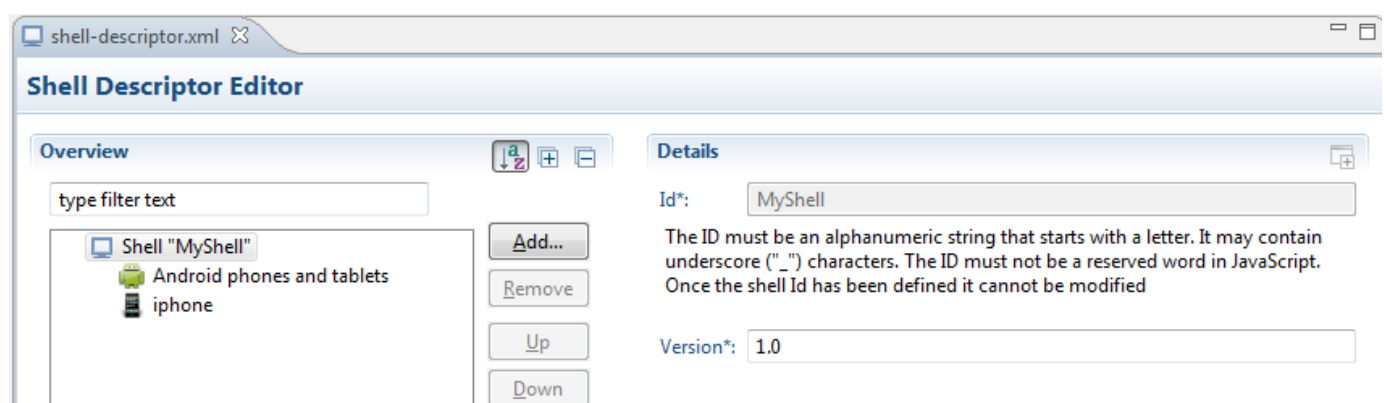 shell-descriptor.xml
Shell Descriptor Editor
Overview
type filter text
Shell "MyShell"
Android phones and tablets
iphone
Add...
Remove
Up
Down
Details
Id*: MyShell
The ID must be an alphanumeric string that starts with a letter. It may contain
underscore ("_") characters. The ID must not be a reserved word in JavaScript.
Once the shell Id has been defined it cannot be modified
Version*: 1.0